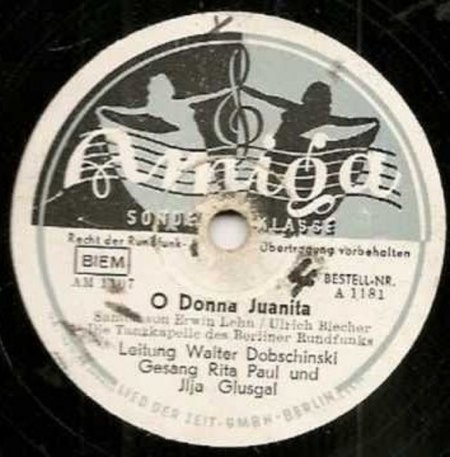 Amiga
SONDE KLASSE
Recht der Rundfunk- Übertragung vorbehalten
BIEM
BESTELL-NR.
AM A 1181
O Donna Juanita
von Erwin Lehn / Ulrich Blecher
Die Tanzkapelle des Berliner Rundfunks
Leitung Walter Dobschinski
Gesang Rita Paul und
Jlja Glusgal
LIED DER ZEIT-GMBH-BERLIN